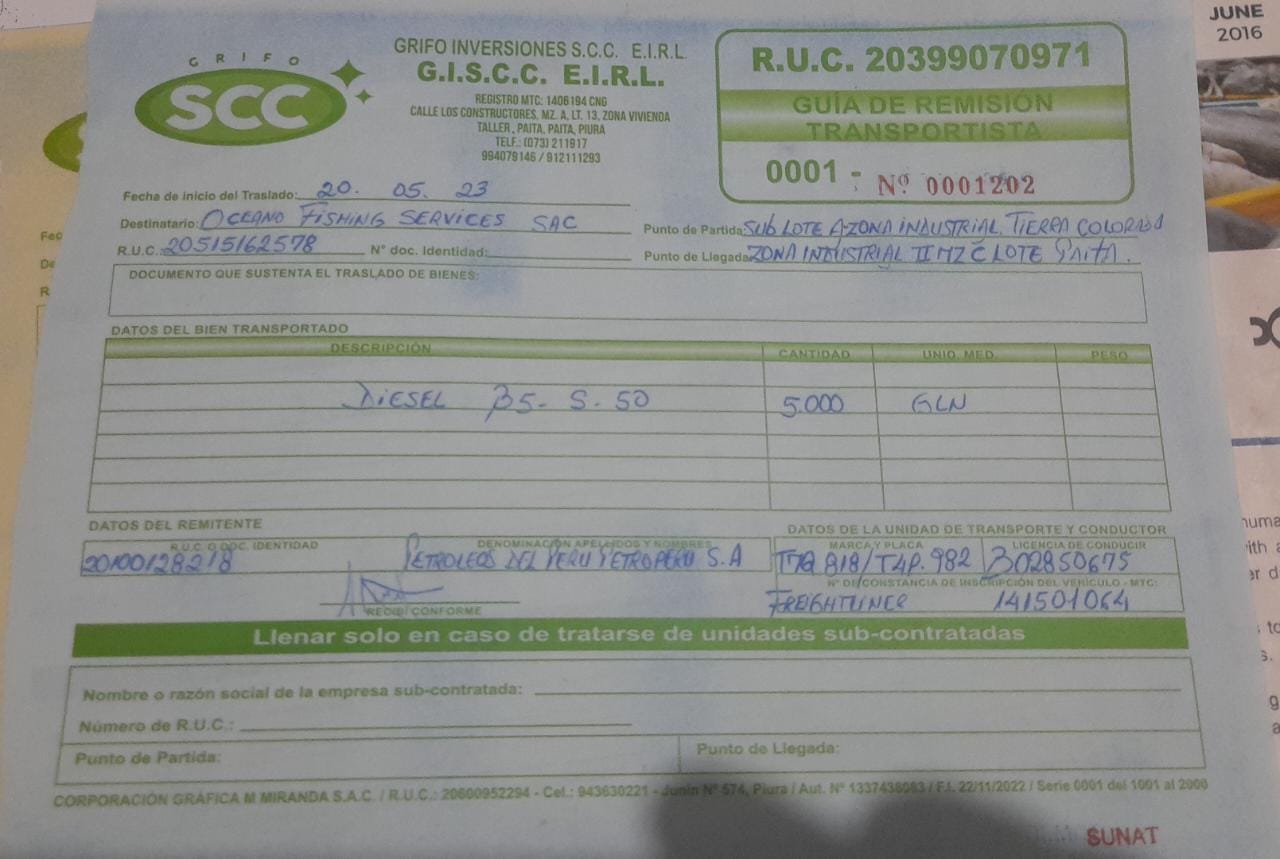 GRIFO
SCC
GRIFO INVERSIONES S.C.C. E.I.R.L.
G.I.S.C.C. E.I.R.L.
REGISTRO MTC: 1406194 CNG
CALLE LOS CONSTRUCTORES, MZ. A, LT. 13, ZONA VIVIENDA
TALLER, PAITA, PAITA, PIURA
TELF.: (073) 211917
994079146 / 912111293
R.U.C. 20399070971
GUÍA DE REMISIÓN
TRANSPORTISTA
0001 - Nº 0001202
JUNE
2016
Fecha de inicio del Traslado: 20. 05. 23
Destinatario: OCEANO FISHING SERVICES SAC
Punto de Partida: SUB LOTE A-ZONA INDUSTRIAL, TIERRA COLORADA
R.U.C.: 20515162578 N° doc. Identidad:
Punto de Llegada: ZONA INDUSTRIAL II MZ C LOTE PAITA.
DOCUMENTO QUE SUSTENTA EL TRASLADO DE BIENES:
DATOS DEL BIEN TRANSPORTADO
DESCRIPCIÓN CANTIDAD UNID. MED. PESO
DIESEL B5- S-50 5.000 GLN
DATOS DEL REMITENTE
R.U.C. O DOC. IDENTIDAD DENOMINACIÓN APELLIDOS Y NOMBRES
20100128218 PETROLEOS DEL PERU PETROPERU S.A
RECIBI CONFORME
DATOS DE LA UNIDAD DE TRANSPORTE Y CONDUCTOR
MARCA Y PLACA LICENCIA DE CONDUCIR
818/T4P-982 B02850675
N° DE CONSTANCIA DE INSCRIPCIÓN DEL VEHÍCULO - MTC:
FREIGHTLINER 141501064
Llenar solo en caso de tratarse de unidades sub-contratadas
Nombre o razón social de la empresa sub-contratada:
Número de R.U.C.:
Punto de Partida: Punto de Llegada:
CORPORACIÓN GRÁFICA M MIRANDA S.A.C. / R.U.C.: 20600952294 - Cel.: 943630221 - Junín N° 574, Piura / Aut. N° 1337438083 / F.I. 22/11/2022 / Serie 0001 del 1001 al 2000
SUNAT